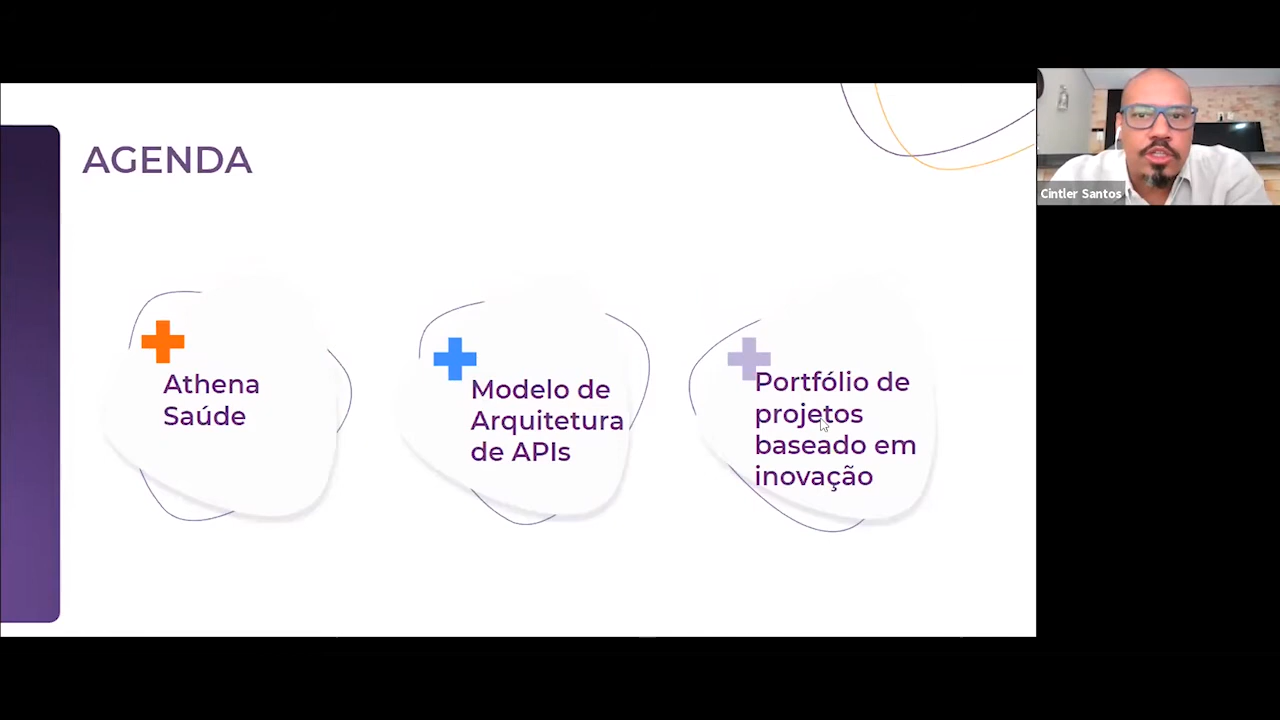 AGENDA
Athena
Saúde
Modelo de
Arquitetura
de APIs
Portfólio de
projetos
baseado em
inovação
Cintler Santos